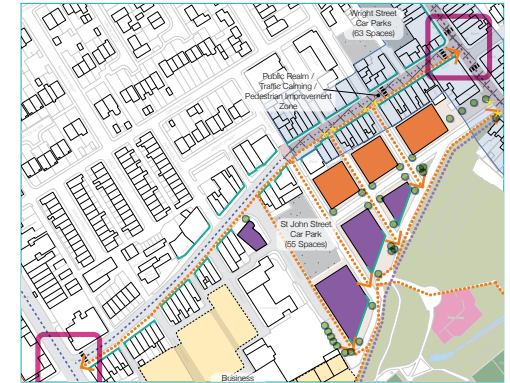 Wright Street
Car Parks
(63 Spaces)
Public Realm /
Traffic Calming /
Pedestrian Improvement
Zone
St John Street
Car Park
(55 Spaces)
Business